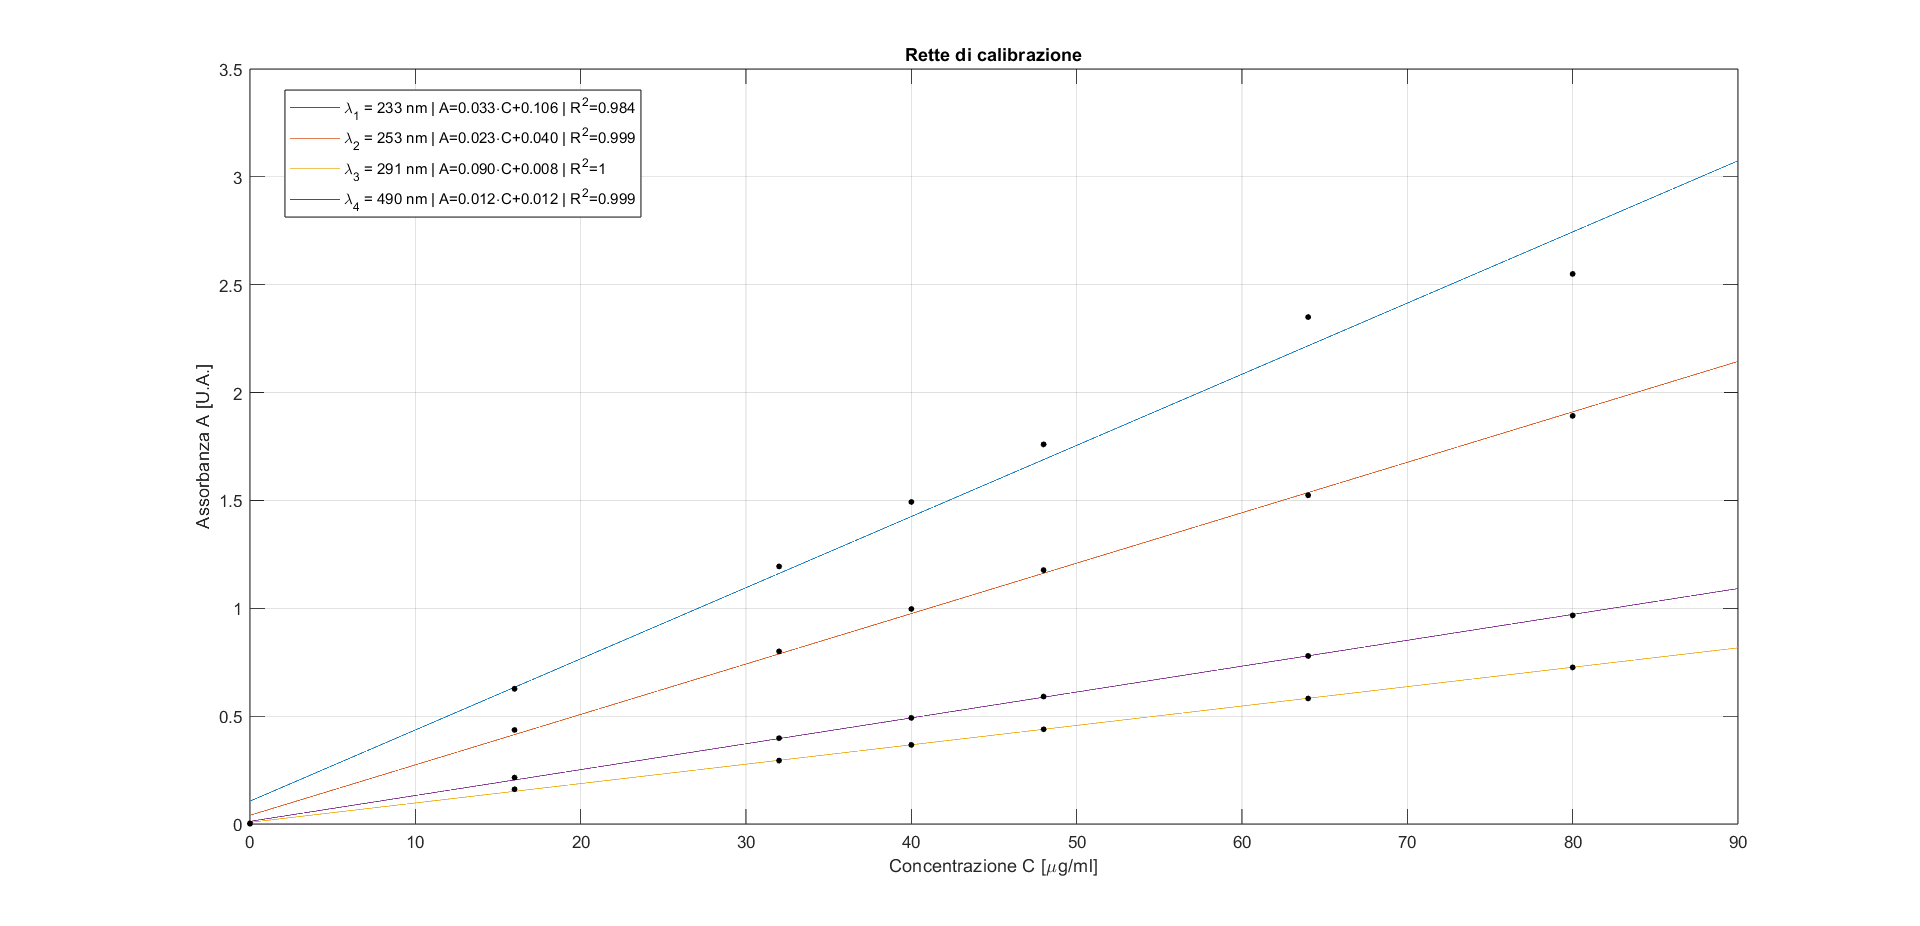 Rette di calibrazione
λ1 = 233 nm | A=0.033·C+0.106 | R2=0.984
λ2 = 253 nm | A=0.023·C+0.040 | R2=0.999
λ3 = 291 nm | A=0.090·C+0.008 | R2=1
λ4 = 490 nm | A=0.012·C+0.012 | R2=0.999
3.5
3
2.5
2
1.5
1
0.5
0
Assorbanza A [U.A.]
0 10 20 30 40 50 60 70 80 90
Concentrazione C [μg/ml]